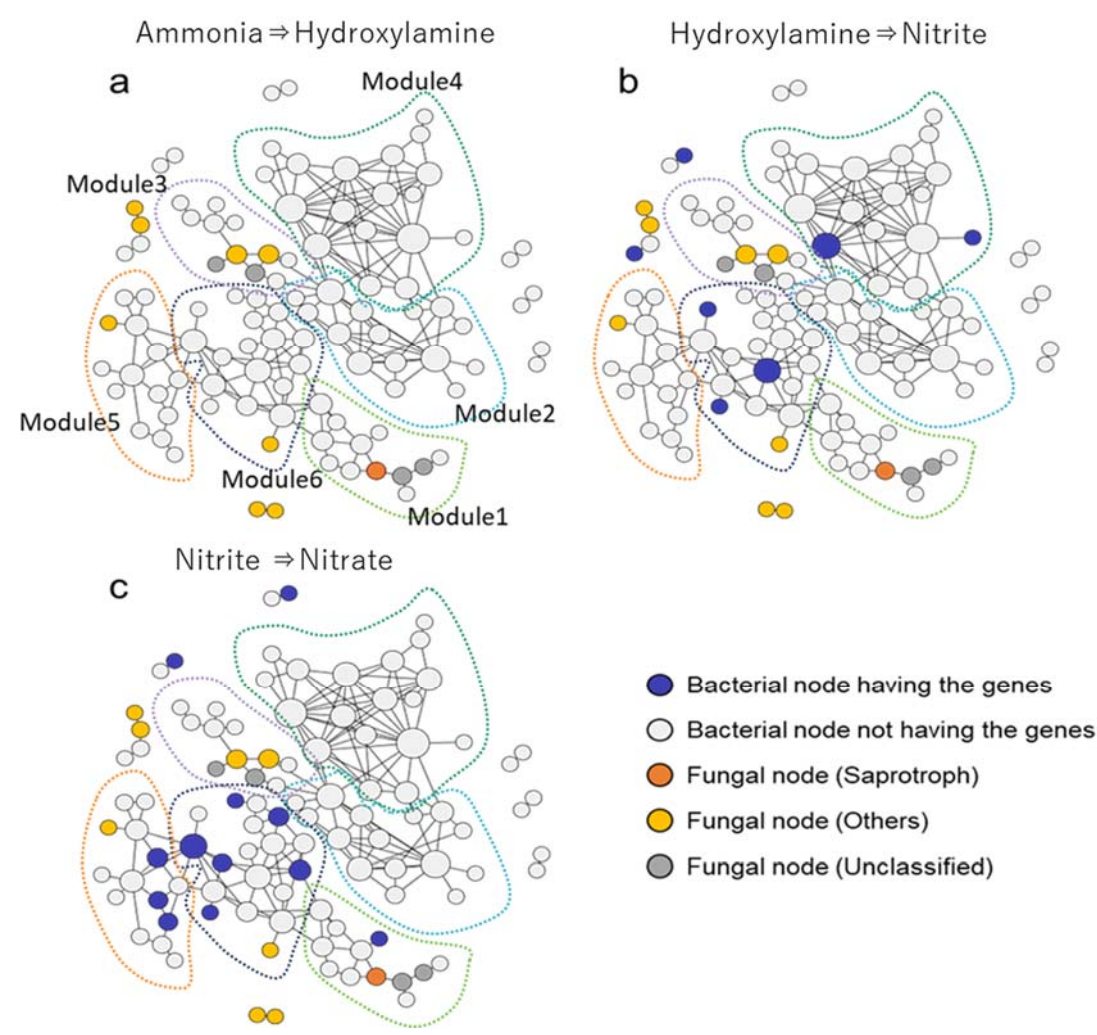 Ammonia⇒Hydroxylamine
Hydroxylamine⇒Nitrite
a
Module4
b
Module3
Module5
Module2
Module6
Module1
Nitrite ⇒Nitrate
c
Bacterial node having the genes
Bacterial node not having the genes
Fungal node (Saprotroph)
Fungal node (Others)
Fungal node (Unclassified)